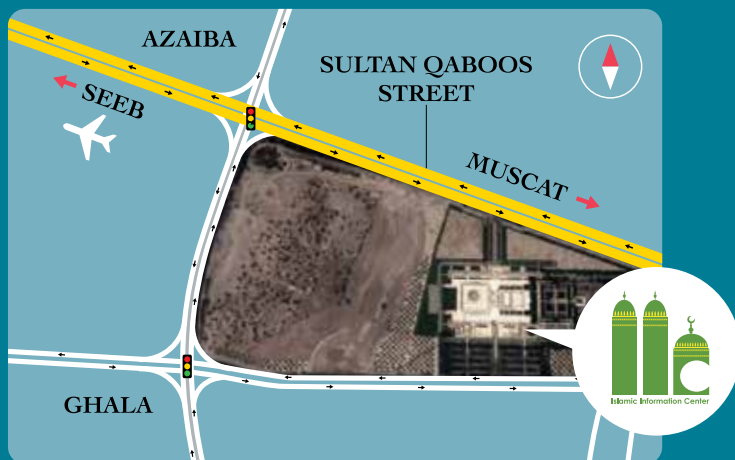 AZAIBA
SULTAN QABOOS
STREET
SEEB
MUSCAT
GHALA
Islamic Information Center